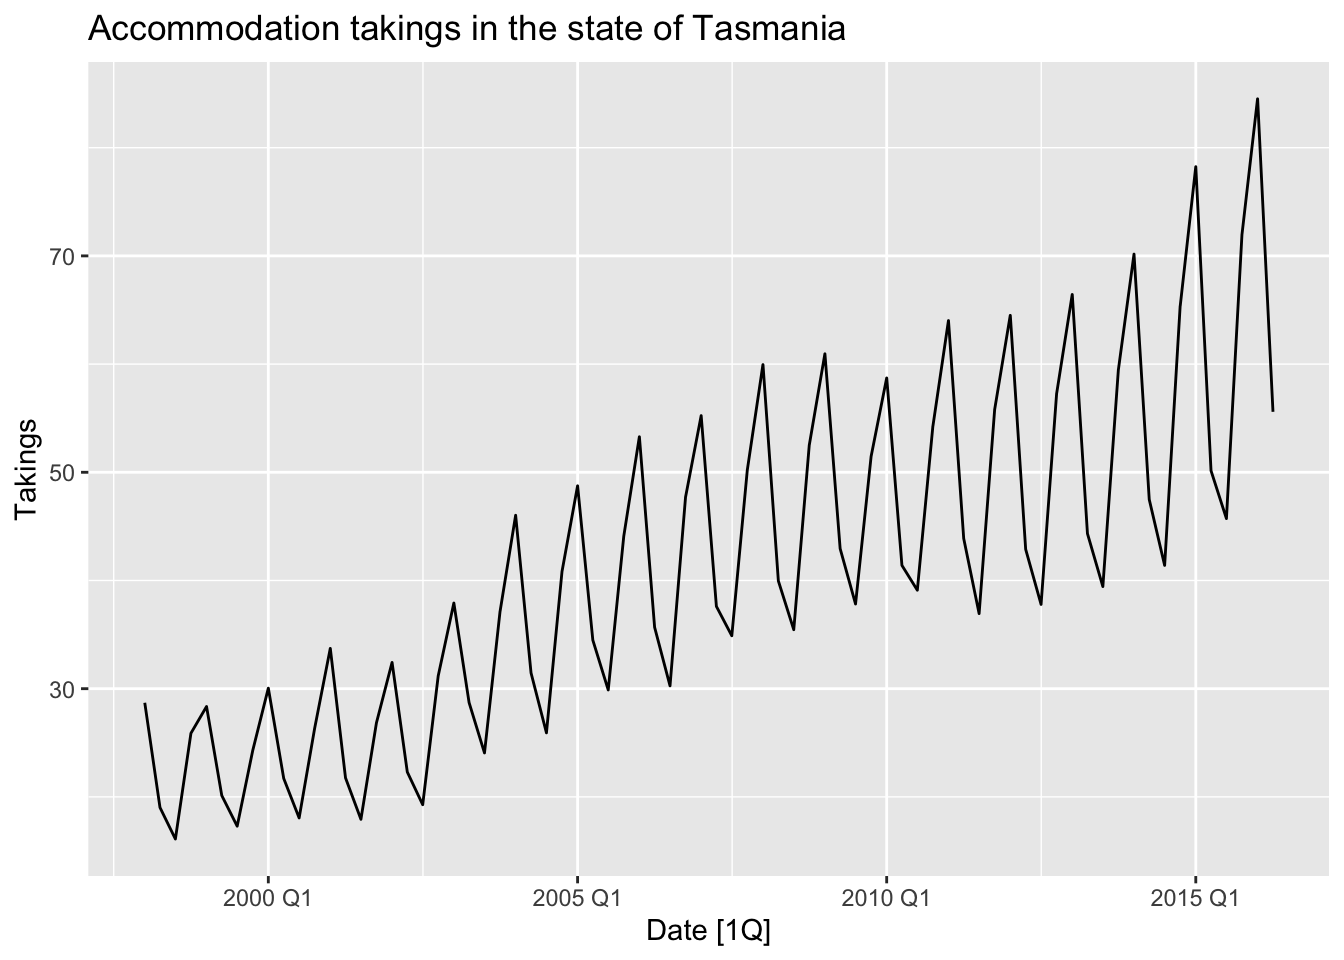 Accommodation takings in the state of Tasmania
70
50
30
Takings
2000 Q1
2005 Q1
2010 Q1
2015 Q1
Date [1Q]